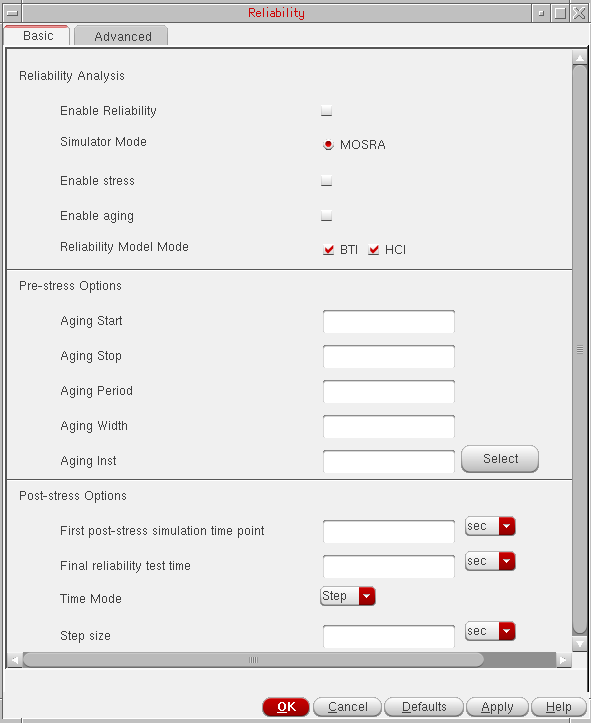 Reliability
Basic Advanced
Reliability Analysis
Enable Reliability
Simulator Mode MOSRA
Enable stress
Enable aging
Reliability Model Mode BTI HCI
Pre-stress Options
Aging Start
Aging Stop
Aging Period
Aging Width
Aging Inst Select
Post-stress Options
First post-stress simulation time point sec
Final reliability test time sec
Time Mode Step
Step size sec
OK Cancel Defaults Apply Help